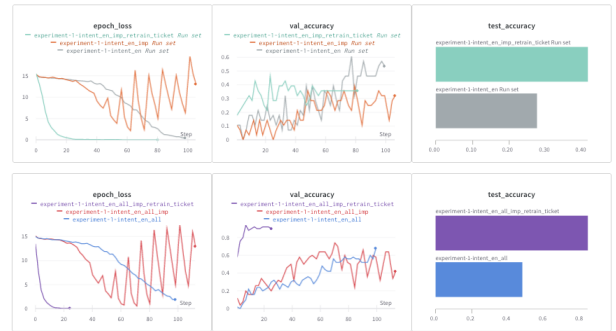 epoch_loss
experiment-1-intent_en_imp_retrain_ticket Run set
experiment-1-intent_en_imp Run set
experiment-1-intent_en Run set
15
10
5
0
Step
0 20 40 60 80 100
val_accuracy
experiment-1-intent_en_imp_retrain_ticket Run set
experiment-1-intent_en_imp Run set
experiment-1-intent_en Run set
0.6
0.5
0.4
0.3
0.2
0.1
0
Step
0 20 40 60 80 100
test_accuracy
experiment-1-intent_en_imp_retrain_ticket Run set
experiment-1-intent_en Run set
0.00 0.10 0.20 0.30 0.40
epoch_loss
experiment-1-intent_en_all_imp_retrain_ticket
experiment-1-intent_en_all_imp
experiment-1-intent_en_all
15
10
5
0
Step
0 20 40 60 80 100
val_accuracy
experiment-1-intent_en_all_imp_retrain_ticket
experiment-1-intent_en_all_imp
experiment-1-intent_en_all
0.8
0.6
0.4
0.2
0
Step
0 20 40 60 80 100
test_accuracy
experiment-1-intent_en_all_imp_retrain_ticket
experiment-1-intent_en_all
0.0 0.2 0.4 0.6 0.8